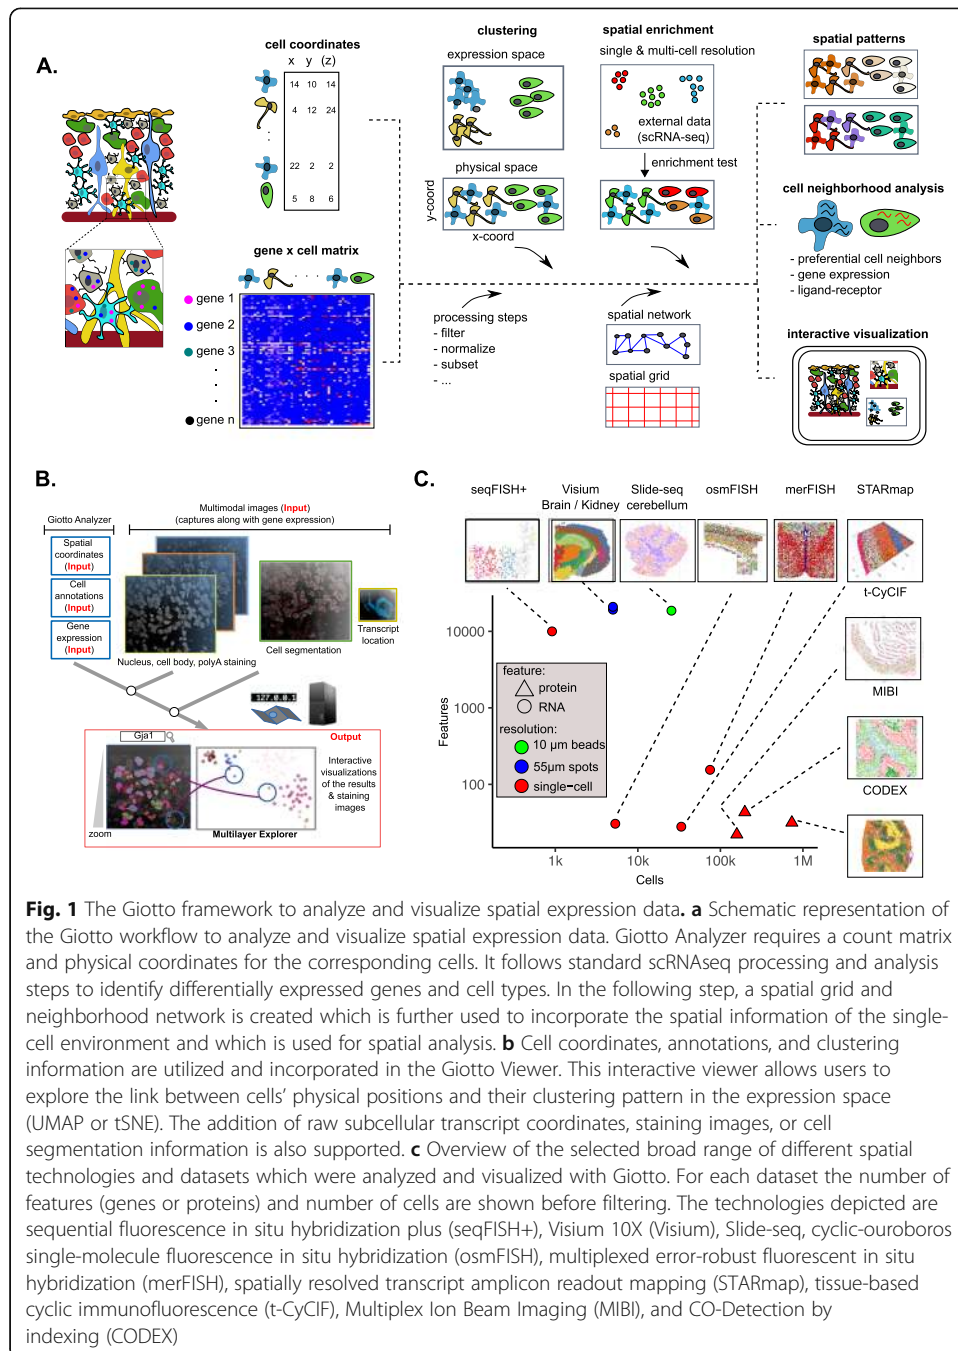 A.
cell coordinates
x y (z)
14 10 14
4 12 24
22 2 2
5 8 6
gene x cell matrix
gene 1
gene 2
gene 3
gene n
clustering
expression space
physical space
y-coord
x-coord
processing steps
- filter
- normalize
- subset
- ...
spatial enrichment
single & multi-cell resolution
external data
(scRNA-seq)
enrichment test
spatial network
spatial grid
spatial patterns
cell neighborhood analysis
- preferential cell neighbors
- gene expression
- ligand-receptor
interactive visualization
B.
Giotto Analyzer
Multimodal images (Input)
(captures along with gene expression)
Spatial
coordinates
(Input)
Cell
annotations
(Input)
Gene
expression
(Input)
Nucleus, cell body, polyA staining
Cell segmentation
Transcript
location
127.0.0.1
Output
Gja1
zoom
Multilayer Explorer
Interactive
visualizations
of the results
& staining
images
C.
seqFISH+
Visium
Brain / Kidney
Slide-seq
cerebellum
osmFISH
merFISH
STARmap
t-CyCIF
MIBI
CODEX
Features
10000
1000
100
feature:
protein
RNA
resolution:
10 µm beads
55µm spots
single-cell
1k 10k 100k 1M
Cells
Fig. 1 The Giotto framework to analyze and visualize spatial expression data. a Schematic representation of
the Giotto workflow to analyze and visualize spatial expression data. Giotto Analyzer requires a count matrix
and physical coordinates for the corresponding cells. It follows standard scRNAseq processing and analysis
steps to identify differentially expressed genes and cell types. In the following step, a spatial grid and
neighborhood network is created which is further used to incorporate the spatial information of the single-
cell environment and which is used for spatial analysis. b Cell coordinates, annotations, and clustering
information are utilized and incorporated in the Giotto Viewer. This interactive viewer allows users to
explore the link between cells' physical positions and their clustering pattern in the expression space
(UMAP or tSNE). The addition of raw subcellular transcript coordinates, staining images, or cell
segmentation information is also supported. c Overview of the selected broad range of different spatial
technologies and datasets which were analyzed and visualized with Giotto. For each dataset the number of
features (genes or proteins) and number of cells are shown before filtering. The technologies depicted are
sequential fluorescence in situ hybridization plus (seqFISH+), Visium 10X (Visium), Slide-seq, cyclic-ouroboros
single-molecule fluorescence in situ hybridization (osmFISH), multiplexed error-robust fluorescent in situ
hybridization (merFISH), spatially resolved transcript amplicon readout mapping (STARmap), tissue-based
cyclic immunofluorescence (t-CyCIF), Multiplex Ion Beam Imaging (MIBI), and CO-Detection by
indexing (CODEX)